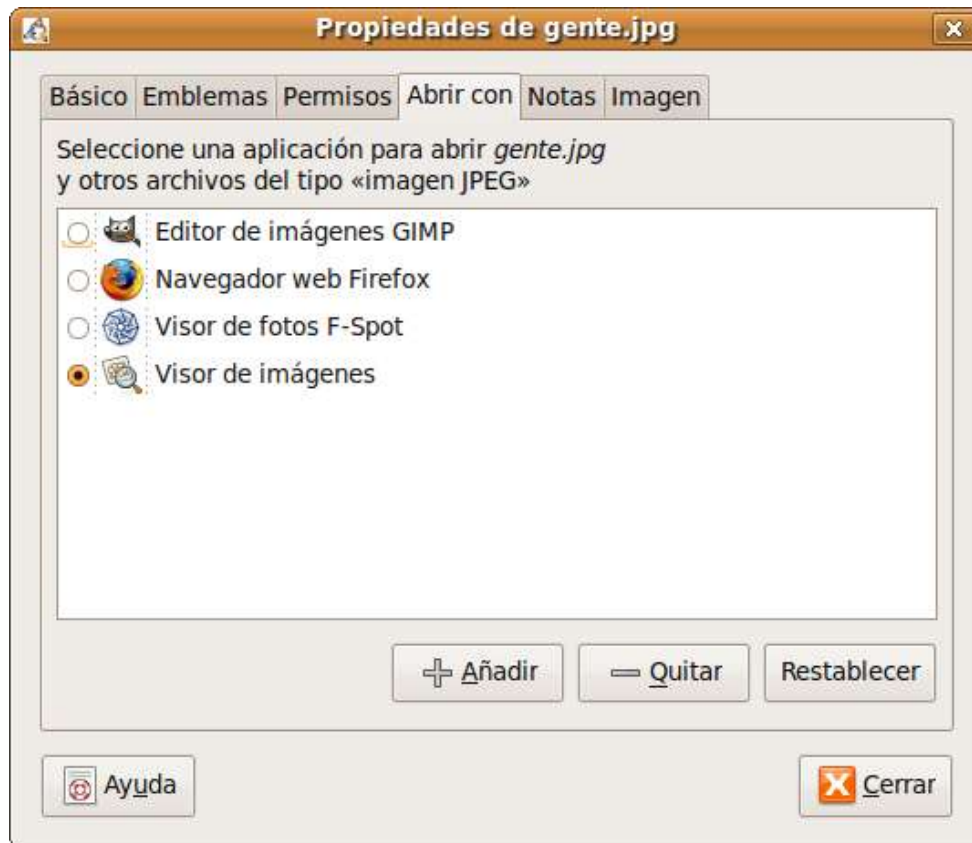 Propiedades de gente.jpg
Básico Emblemas Permisos Abrir con Notas Imagen
Seleccione una aplicación para abrir gente.jpg
y otros archivos del tipo «imagen JPEG»
Editor de imágenes GIMP
Navegador web Firefox
Visor de fotos F-Spot
Visor de imágenes
Añadir Quitar Restablecer
Ayuda Cerrar